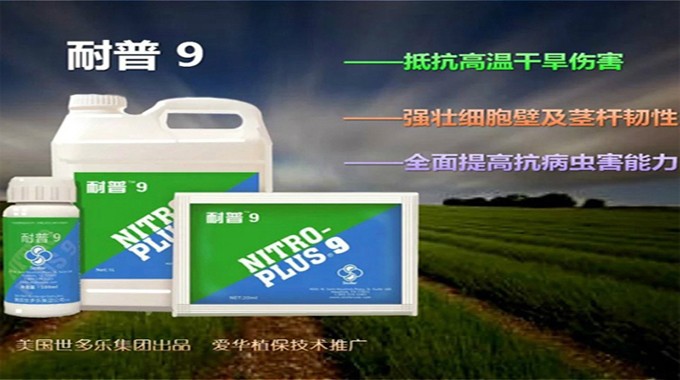 耐普 9
——抵抗高温干旱伤害
——强壮细胞壁及茎杆韧性
——全面提高抗病虫害能力
耐普™9
NITRO-
PLUS 9
耐普 9
NITRO-
PLUS®9
耐普 9
Stoller
美国世多乐集团出品 爱华植保技术推广